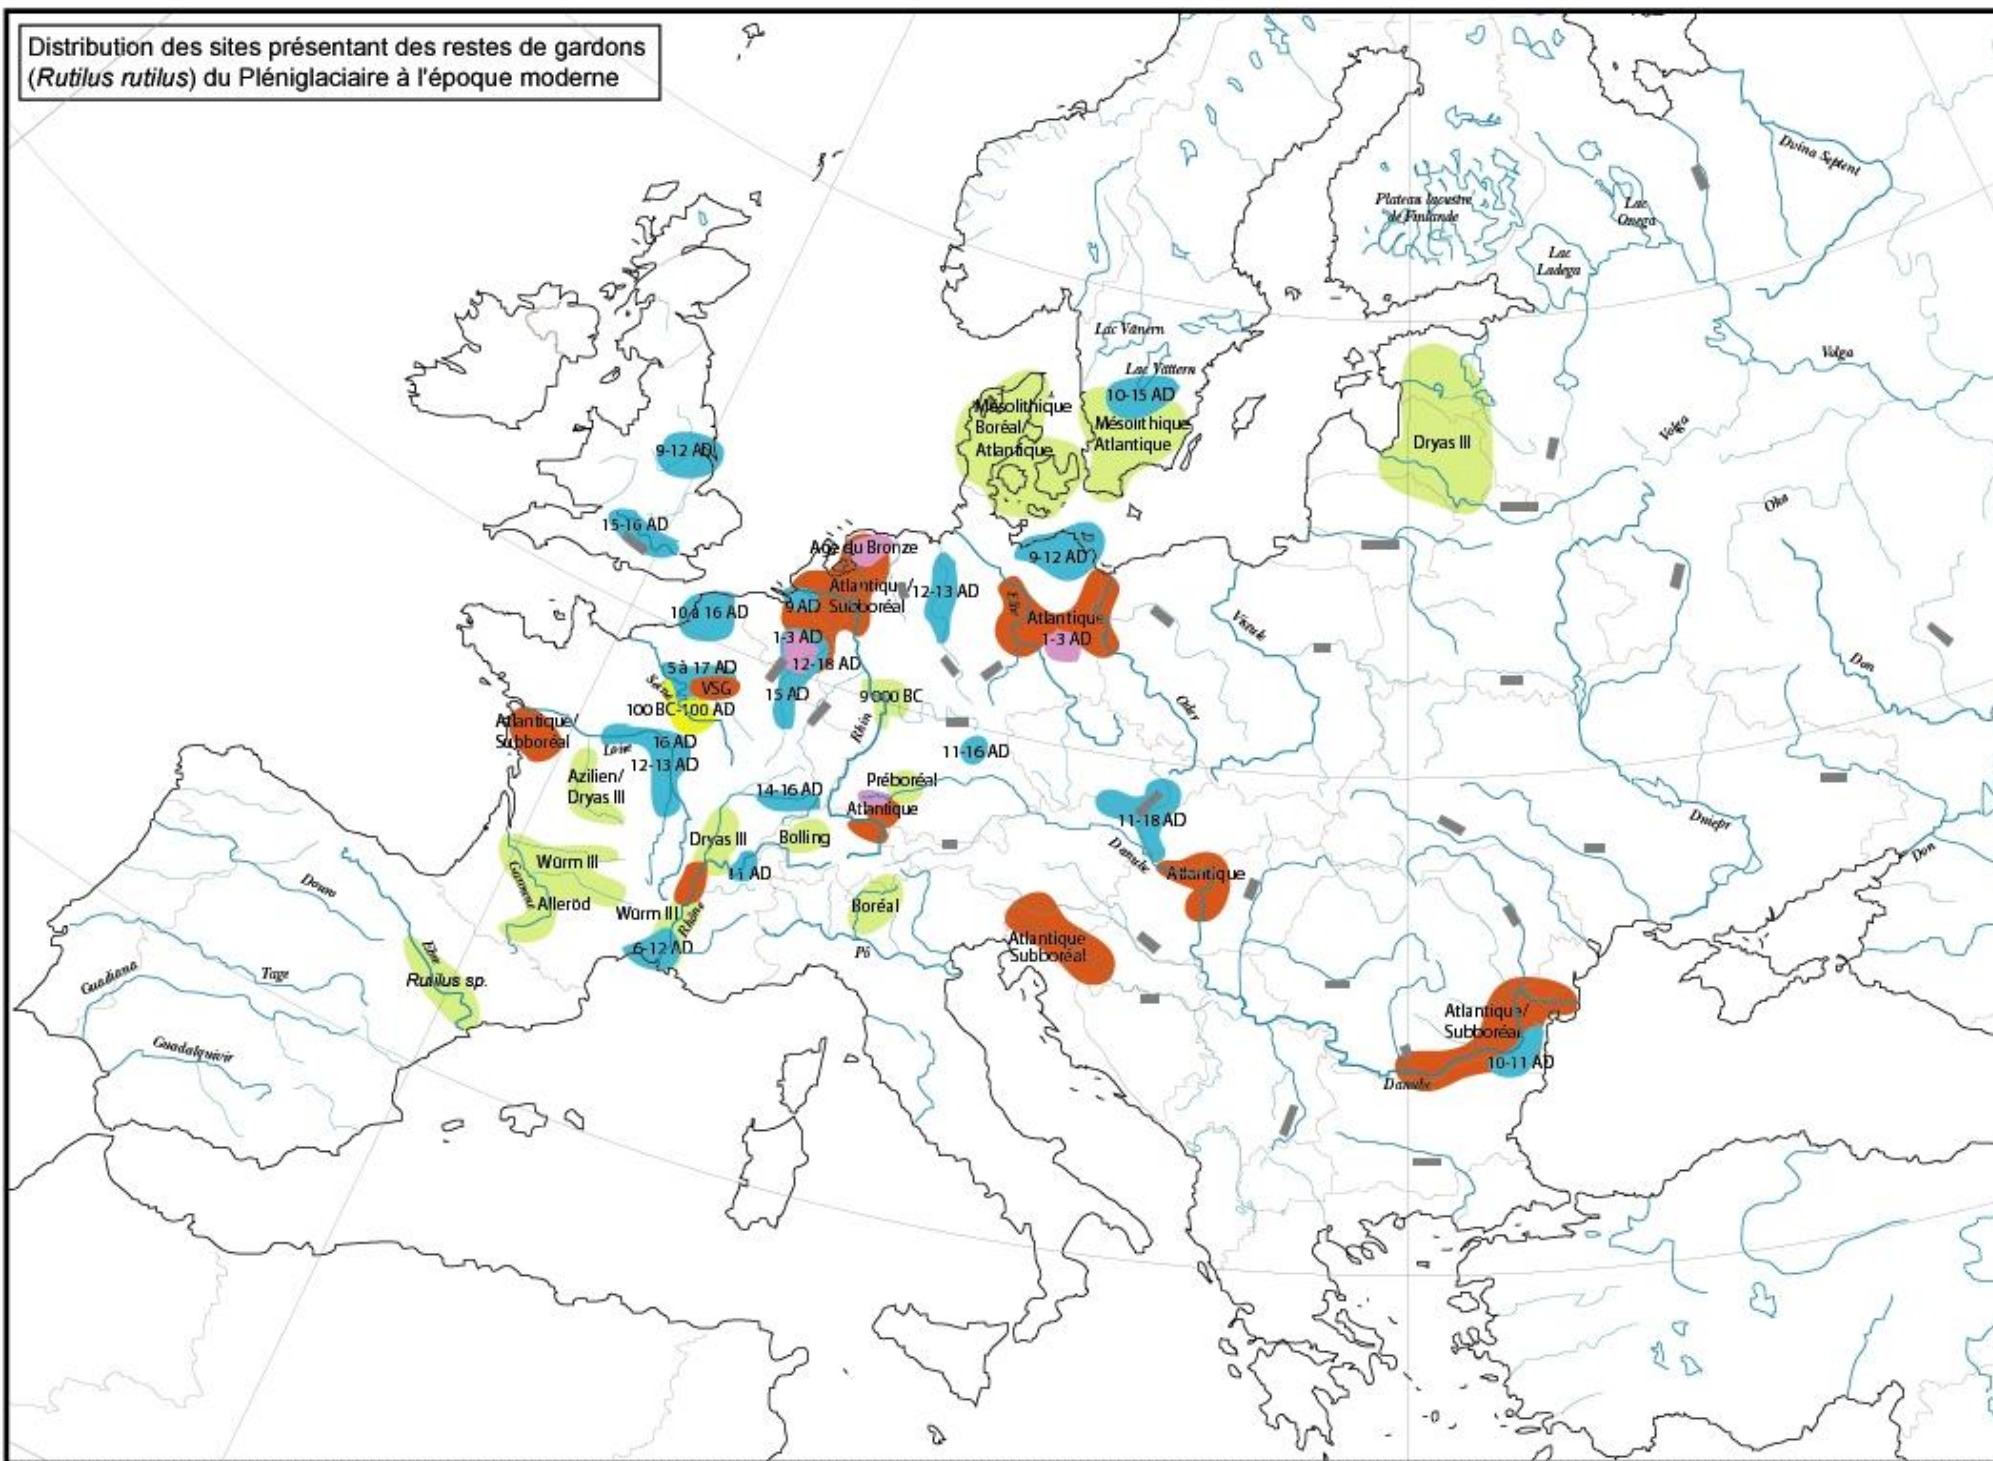 Distribution des sites présentant des restes de gardons
(Rutilus rutilus) du Pléniglaciaire à l'époque moderne
Dvina Septent
Plateau lacustre
de Finlande
Lac
Onega
Lac
Ladega
Lac Vänern
Volga
Lac Vättern
10-15 AD
Mésolithique
Boréal/
Atlantique
Mésolithique
Atlantique
Dryas III
Volga
9-12 AD
Oka
15-16 AD
Age du Bronze
9-12 AD
Atlantique/
Subboréal
12-13 AD
9 AD
10 à 16 AD
Elbe
Atlantique
1-3 AD
Vistule
1-3 AD
12-18 AD
Don
5 à 17 AD
VSG
Seine
15 AD
9 000 BC
100 BC-100 AD
Rhin
Oder
Atlantique/
Subboréal
Loire
16 AD
12-13 AD
11-16 AD
Azilien/
Dryas III
14-16 AD
Préboréal
Atlantique
11-18 AD
Dniepr
Dryas III
Bolling
Danube
Don
Würm III
Garonne
11 AD
Atlantique
Douro
Alleröd
Würm III
Rhône
Boréal
6-12 AD
Pô
Atlantique
Subboréal
Ebre
Rutilus sp.
Tage
Guadiana
Atlantique/
Subboréal
Guadalquivir
10-11 AD
Danube